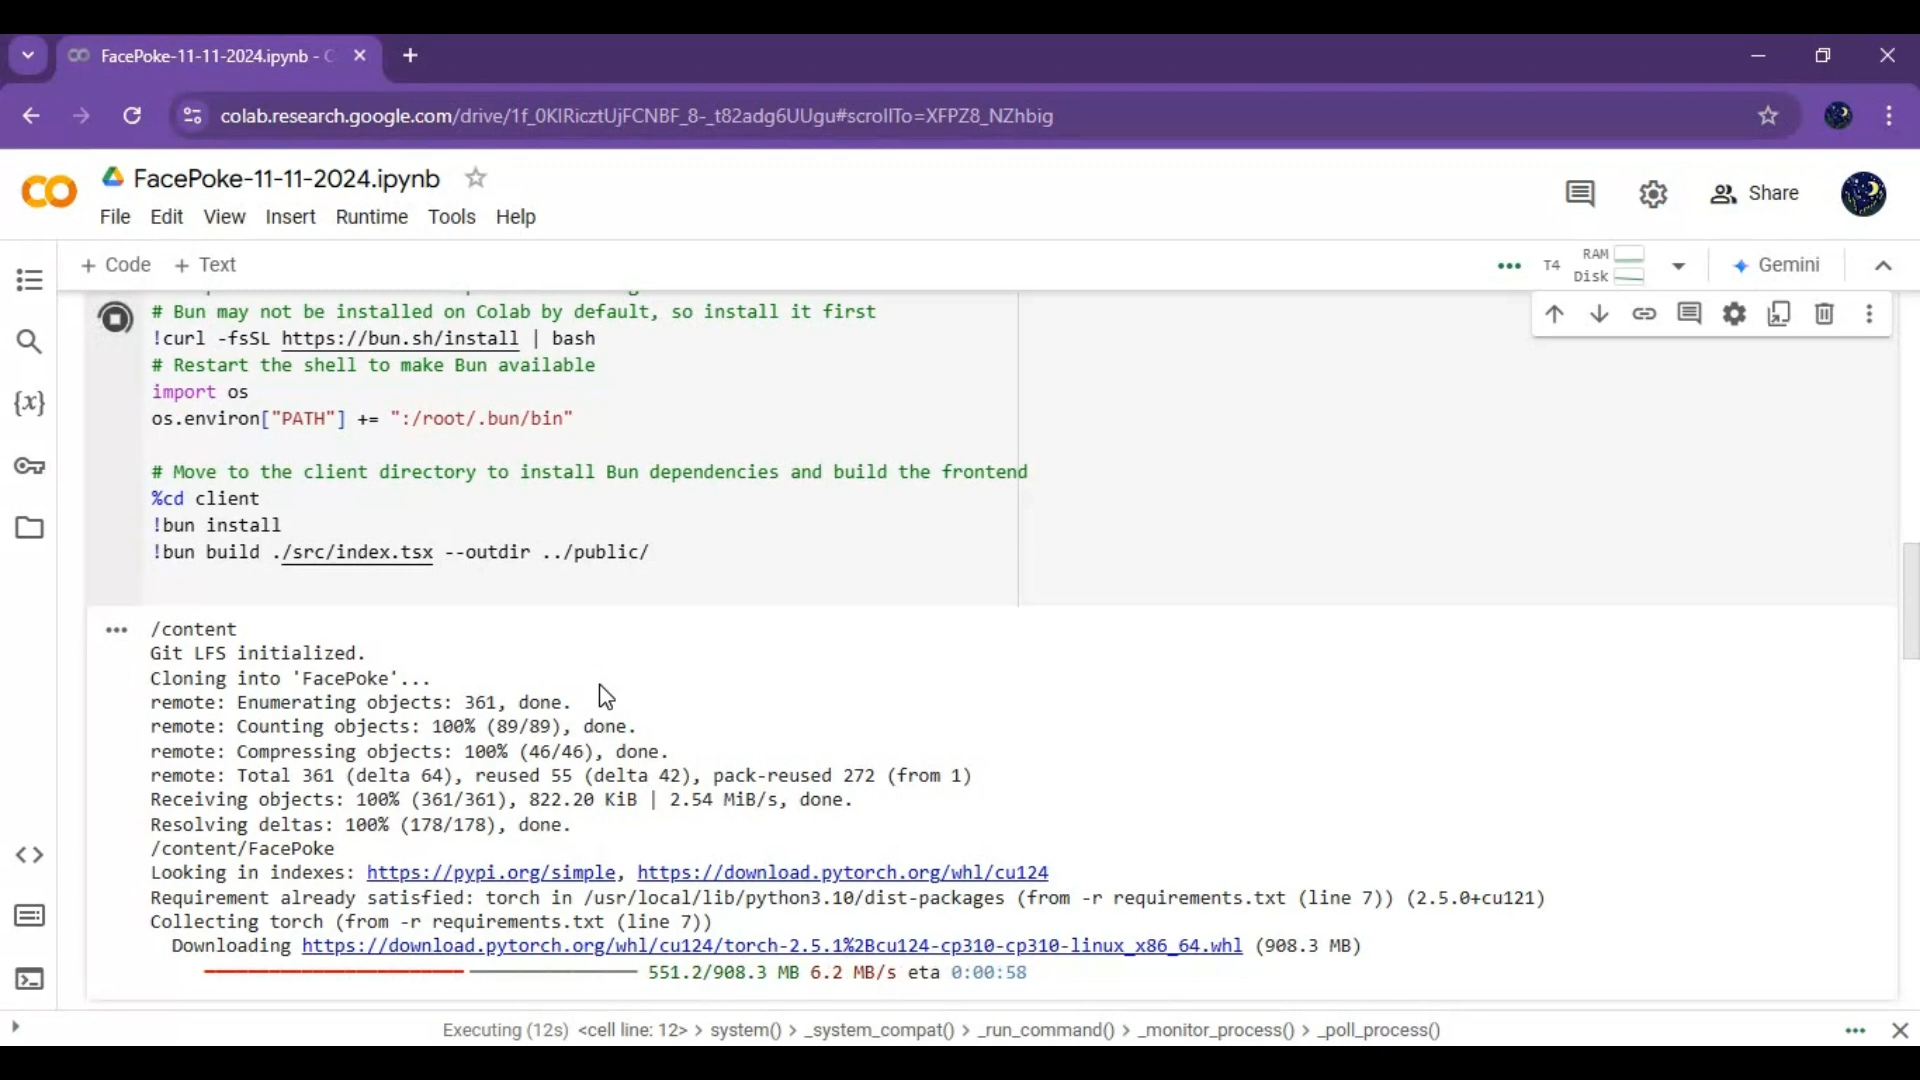 FacePoke-11-11-2024.ipynb - C
colab.research.google.com/drive/1f_0KlRicztUjFCNBF_8-_t82adg6UUgu#scrollTo=XFPZ8_NZhbig
FacePoke-11-11-2024.ipynb
Share
File Edit View Insert Runtime Tools Help
+ Code + Text
T4
RAM
Disk
Gemini
# Bun may not be installed on Colab by default, so install it first
!curl -fsSL https://bun.sh/install | bash
# Restart the shell to make Bun available
import os
os.environ["PATH"] += ":/root/.bun/bin"
# Move to the client directory to install Bun dependencies and build the frontend
%cd client
!bun install
!bun build ./src/index.tsx --outdir ../public/
/content
Git LFS initialized.
Cloning into 'FacePoke'...
remote: Enumerating objects: 361, done.
remote: Counting objects: 100% (89/89), done.
remote: Compressing objects: 100% (46/46), done.
remote: Total 361 (delta 64), reused 55 (delta 42), pack-reused 272 (from 1)
Receiving objects: 100% (361/361), 822.20 KiB | 2.54 MiB/s, done.
Resolving deltas: 100% (178/178), done.
/content/FacePoke
Looking in indexes: https://pypi.org/simple, https://download.pytorch.org/whl/cu124
Requirement already satisfied: torch in /usr/local/lib/python3.10/dist-packages (from -r requirements.txt (line 7)) (2.5.0+cu121)
Collecting torch (from -r requirements.txt (line 7))
Downloading https://download.pytorch.org/whl/cu124/torch-2.5.1%2Bcu124-cp310-cp310-linux_x86_64.whl (908.3 MB)
551.2/908.3 MB 6.2 MB/s eta 0:00:58
Executing (12s) <cell line: 12> > system() > _system_compat() > _run_command() > _monitor_process() > _poll_process()